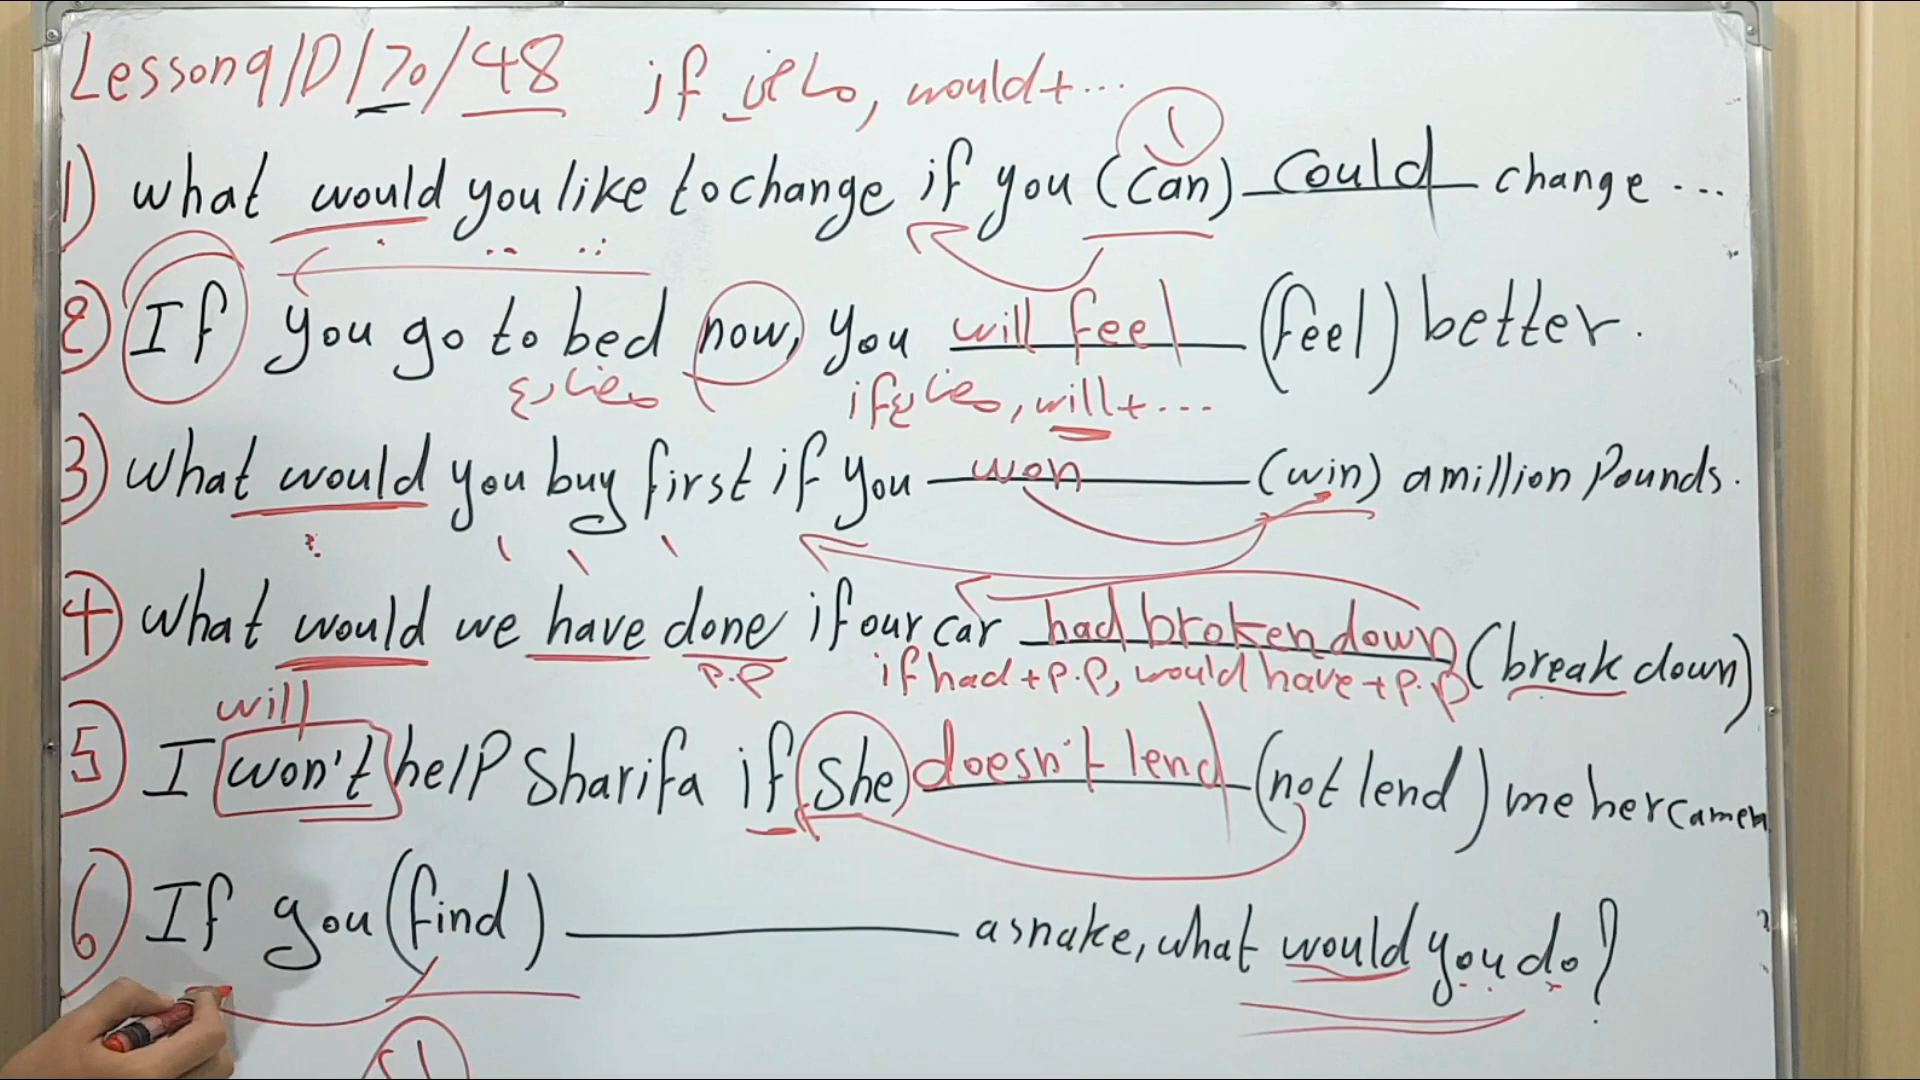 Lesson 9/D/70/48 if ماضي, would+...
1) what would you like to change if you (can) could change ...
2) If you go to bed now, you will feel (feel) better.
مضارع if مضارع, will+...
3) what would you buy first if you won (win) a million Pounds.
4) what would we have done if our car had broken down (break down)
P.P if had + P.P, would have + P.P
will
5) I won't help Sharifa if she doesn't lend (not lend) me her camera
6) If you (find) a snake, what would you do?